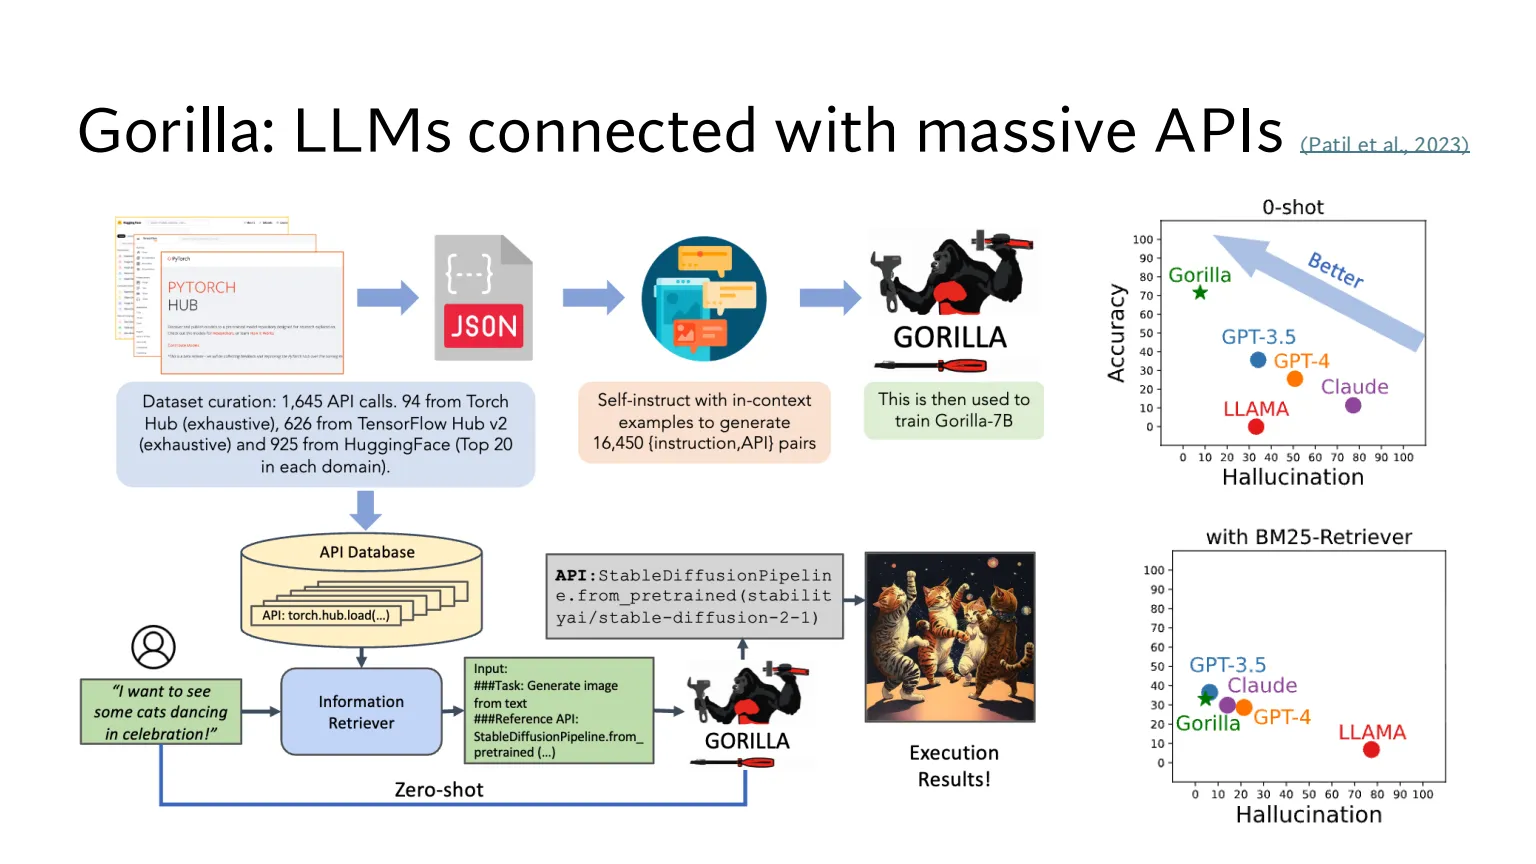 Gorilla: LLMs connected with massive APIs (Patil et al., 2023)
PyTorch
PYTORCH
HUB
{...}
JSON
GORILLA
Dataset curation: 1,645 API calls. 94 from Torch
Hub (exhaustive), 626 from TensorFlow Hub v2
(exhaustive) and 925 from HuggingFace (Top 20
in each domain).
Self-instruct with in-context
examples to generate
16,450 {instruction,API} pairs
This is then used to
train Gorilla-7B
API Database
API: torch.hub.load(...)
"I want to see
some cats dancing
in celebration!"
Information
Retriever
Input:
###Task: Generate image
from text
###Reference API:
StableDiffusionPipeline.from_
pretrained (...)
GORILLA
API:StableDiffusionPipelin
e.from_pretrained(stabilit
yai/stable-diffusion-2-1)
Execution
Results!
Zero-shot
0-shot
Accuracy
100
90
80
70
60
50
40
30
20
10
0
Better
Gorilla
GPT-3.5
GPT-4
Claude
LLAMA
0 10 20 30 40 50 60 70 80 90 100
Hallucination
with BM25-Retriever
100
90
80
70
60
50
40
30
20
10
0
GPT-3.5
Claude
Gorilla
GPT-4
LLAMA
0 10 20 30 40 50 60 70 80 90 100
Hallucination